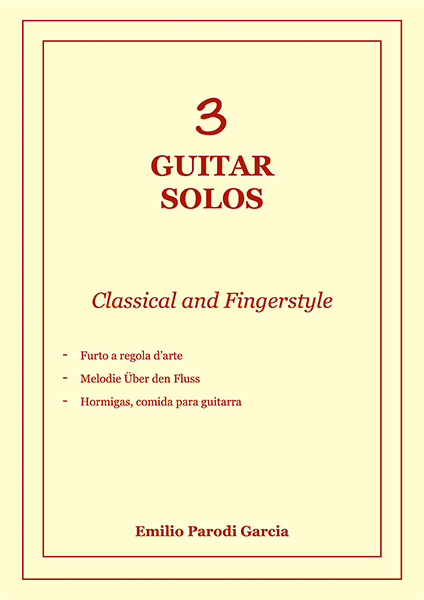 3
GUITAR
SOLOS
Classical and Fingerstyle
- Furto a regola d'arte
- Melodie Über den Fluss
- Hormigas, comida para guitarra
Emilio Parodi Garcia